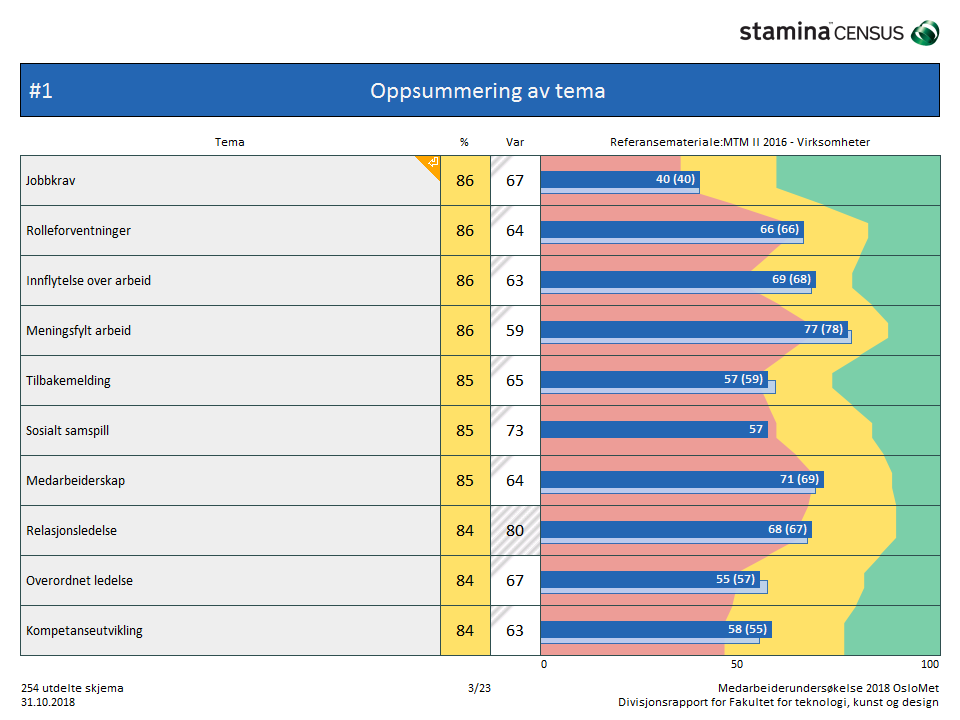 stamina™CENSUS
#1 Oppsummering av tema
Tema % Var Referansemateriale:MTM II 2016 - Virksomheter
Jobbkrav 86 67 40 (40)
Rolleforventninger 86 64 66 (66)
Innflytelse over arbeid 86 63 69 (68)
Meningsfylt arbeid 86 59 77 (78)
Tilbakemelding 85 65 57 (59)
Sosialt samspill 85 73 57
Medarbeiderskap 85 64 71 (69)
Relasjonsledelse 84 80 68 (67)
Overordnet ledelse 84 67 55 (57)
Kompetanseutvikling 84 63 58 (55)
0 50 100
254 utdelte skjema 3/23 Medarbeiderundersøkelse 2018 OsloMet
31.10.2018 Divisjonsrapport for Fakultet for teknologi, kunst og design